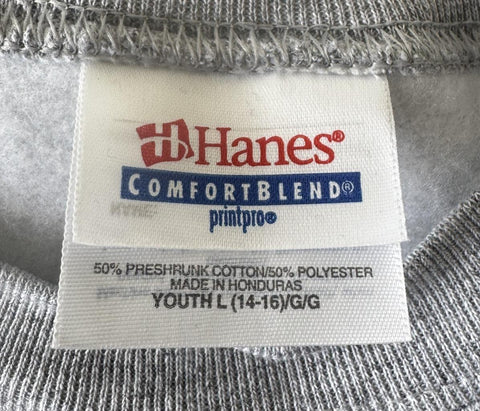 Hanes®
COMFORTBLEND®
printpro®
50% PRESHRUNK COTTON/50% POLYESTER
MADE IN HONDURAS
YOUTH L (14-16)/G/G